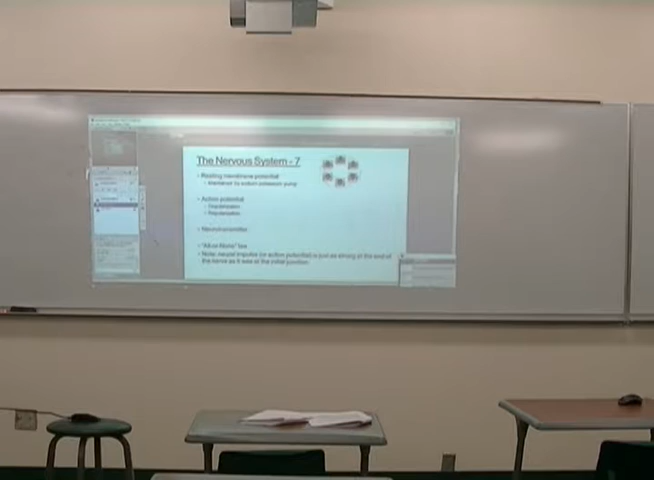 The Nervous System - 7
- Resting membrane potential
- Maintained by sodium potassium pump
- Action potential
- Depolarization
- Repolarization
- Neurotransmitter
- "All-or-None" law
- Note: neural impulse (or action potential) is just as strong at the end of
the nerve as it was at the initial junction